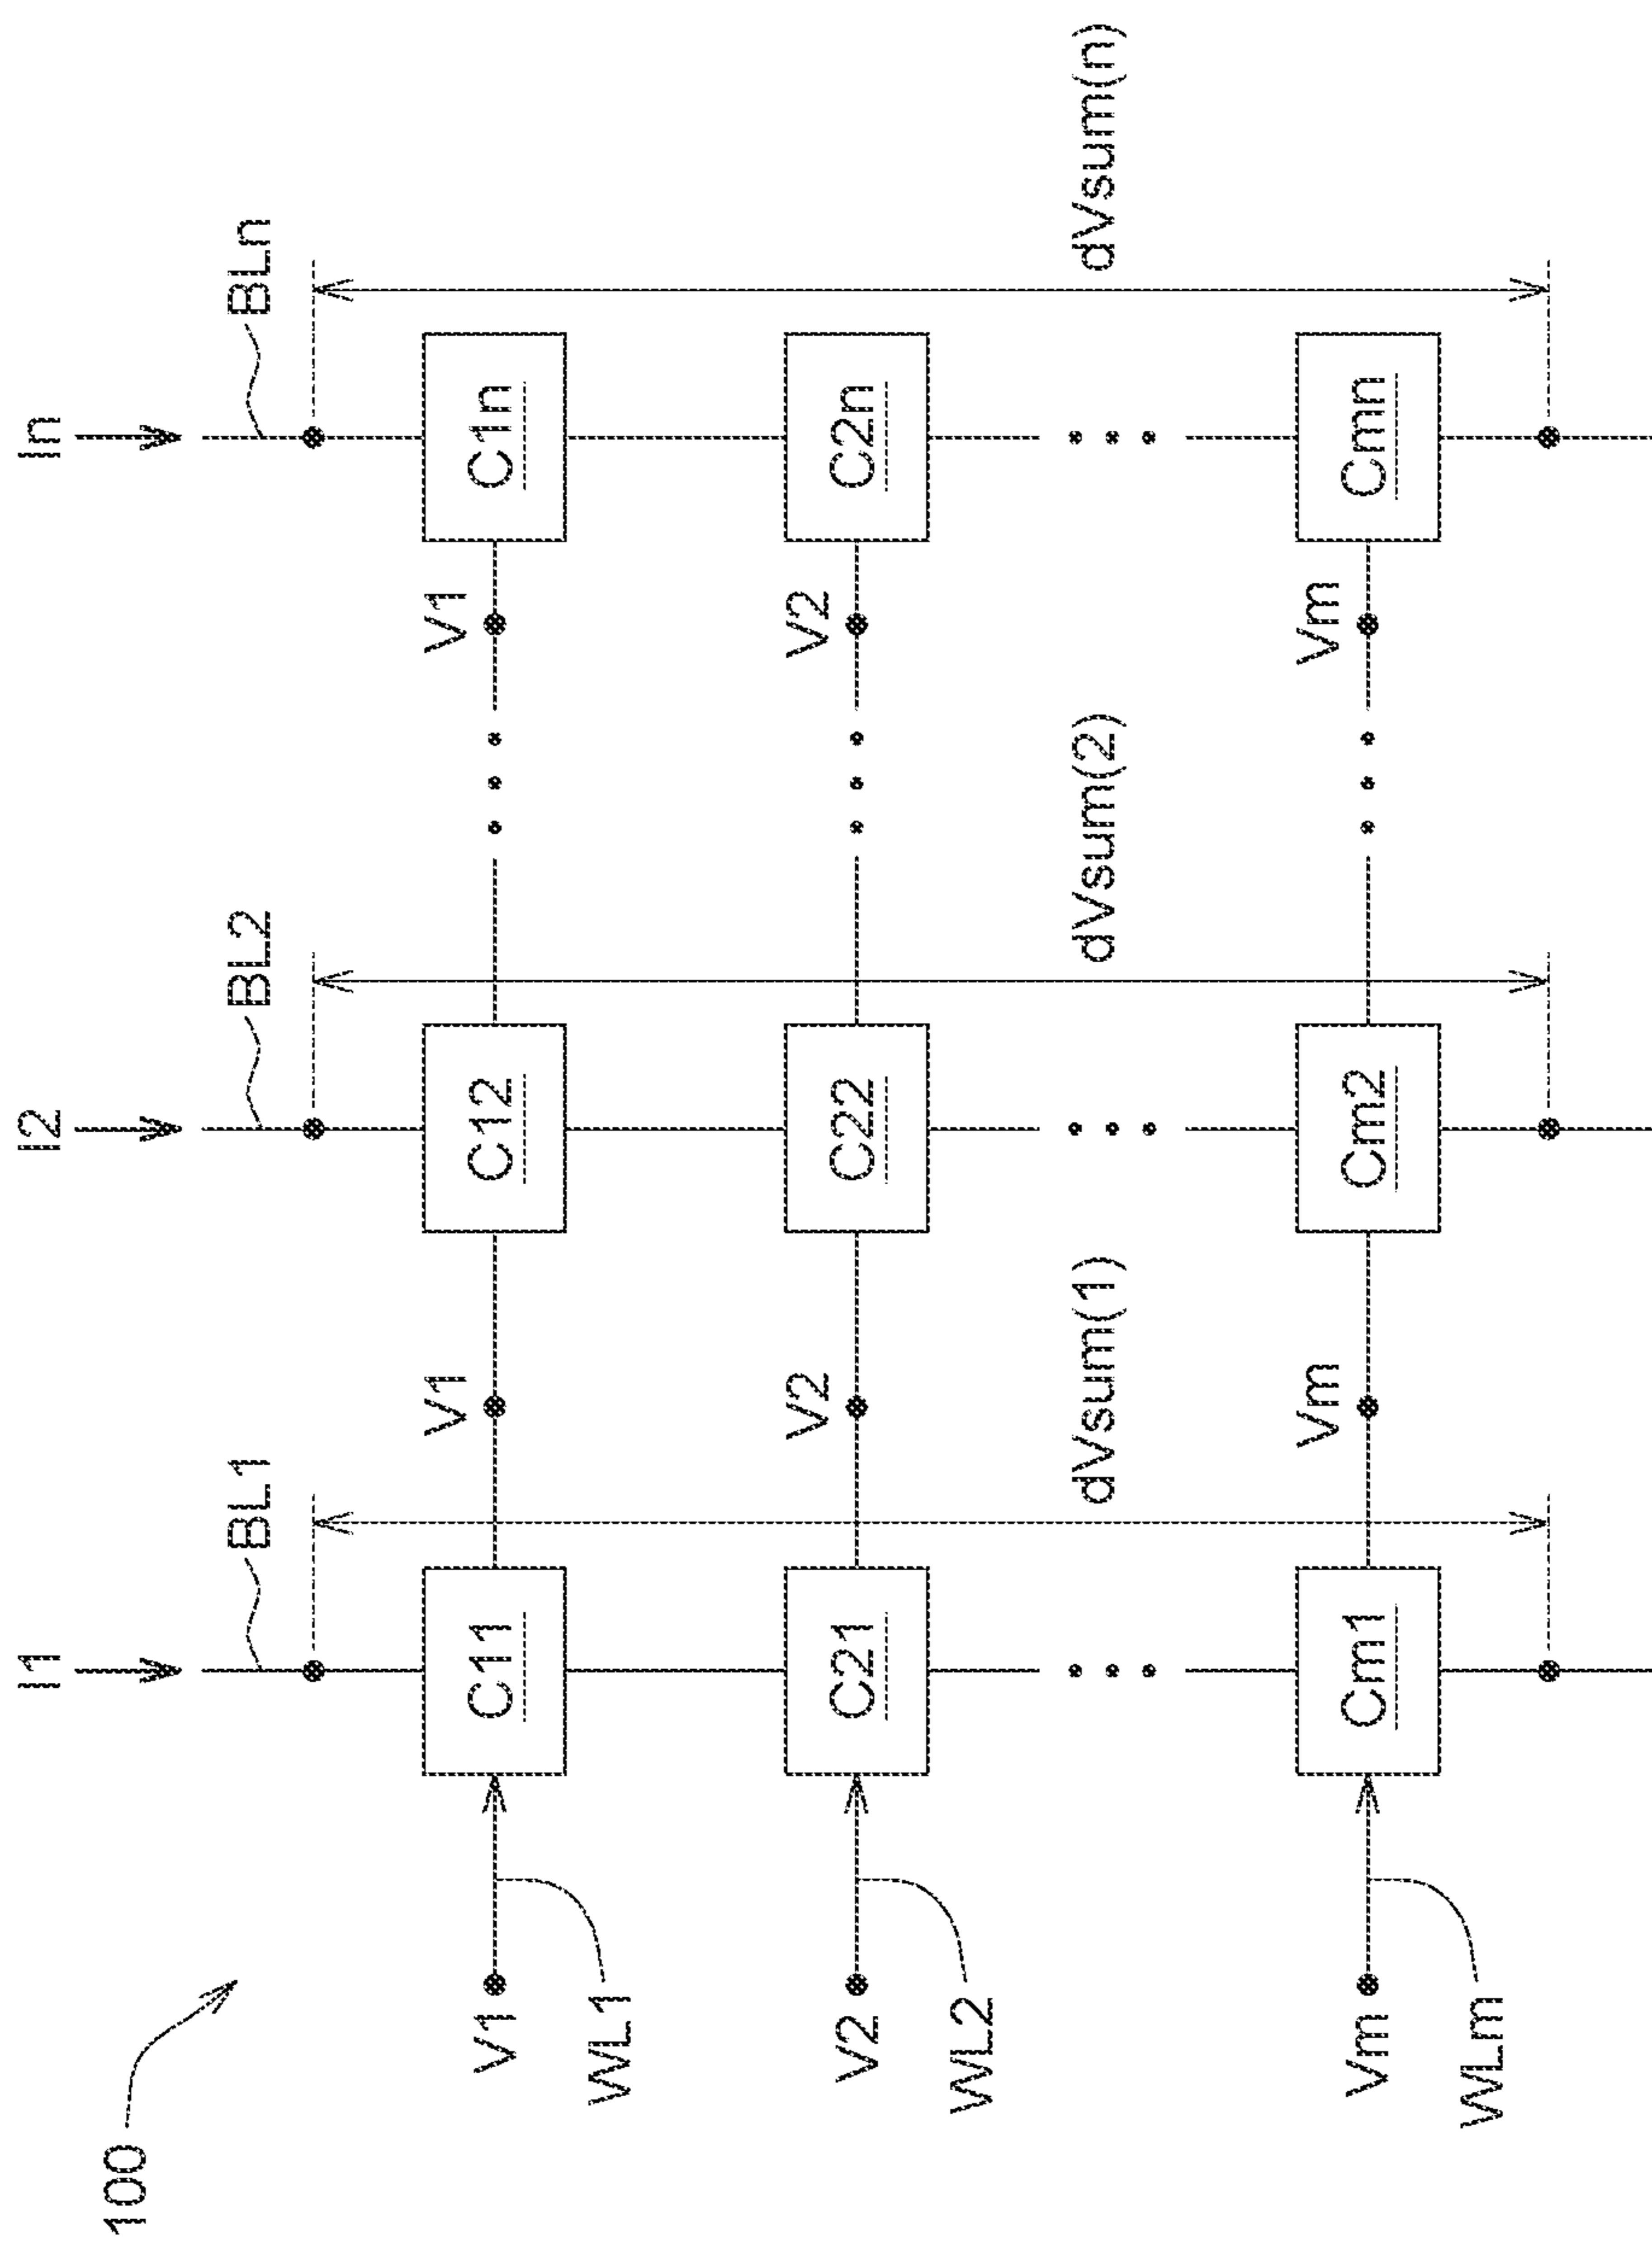 I1
I2
In
100
BL1
BL2
BLn
V1
C11
V1
C12
V1
C1n
WL1
V2
C21
V2
C22
V2
C2n
WL2
dVsum(1)
dVsum(2)
dVsum(n)
Vm
Cm1
Vm
Cm2
Vm
Cmn
WLm